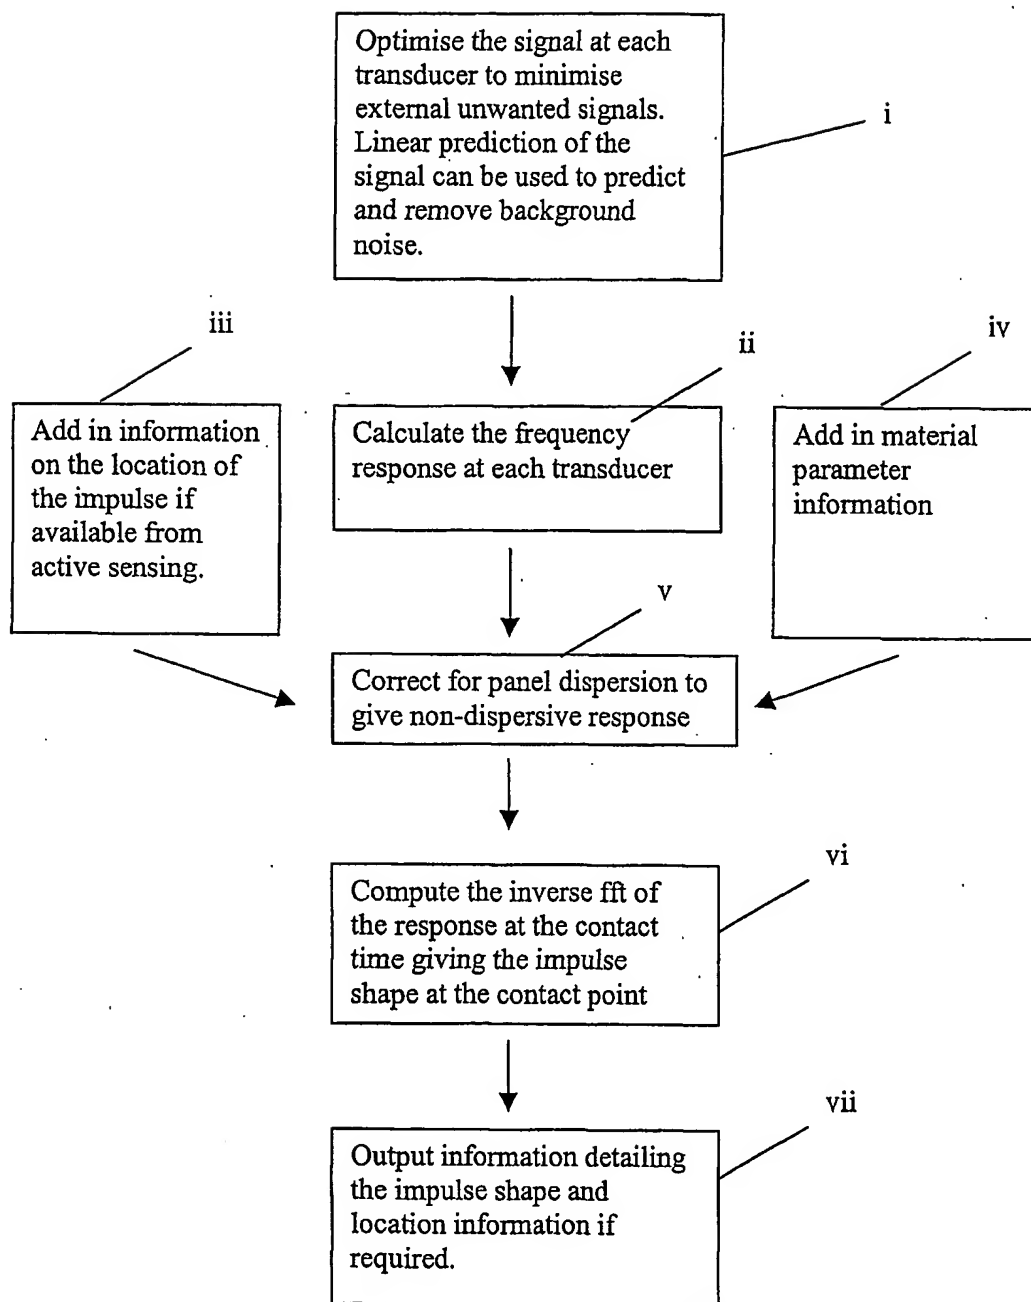 Optimise the signal at each
transducer to minimise
external unwanted signals.
Linear prediction of the
signal can be used to predict
and remove background
noise.
i
iii
ii
iv
Add in information
on the location of
the impulse if
available from
active sensing.
Calculate the frequency
response at each transducer
Add in material
parameter
information
v
Correct for panel dispersion to
give non-dispersive response
vi
Compute the inverse fft of
the response at the contact
time giving the impulse
shape at the contact point
vii
Output information detailing
the impulse shape and
location information if
required.